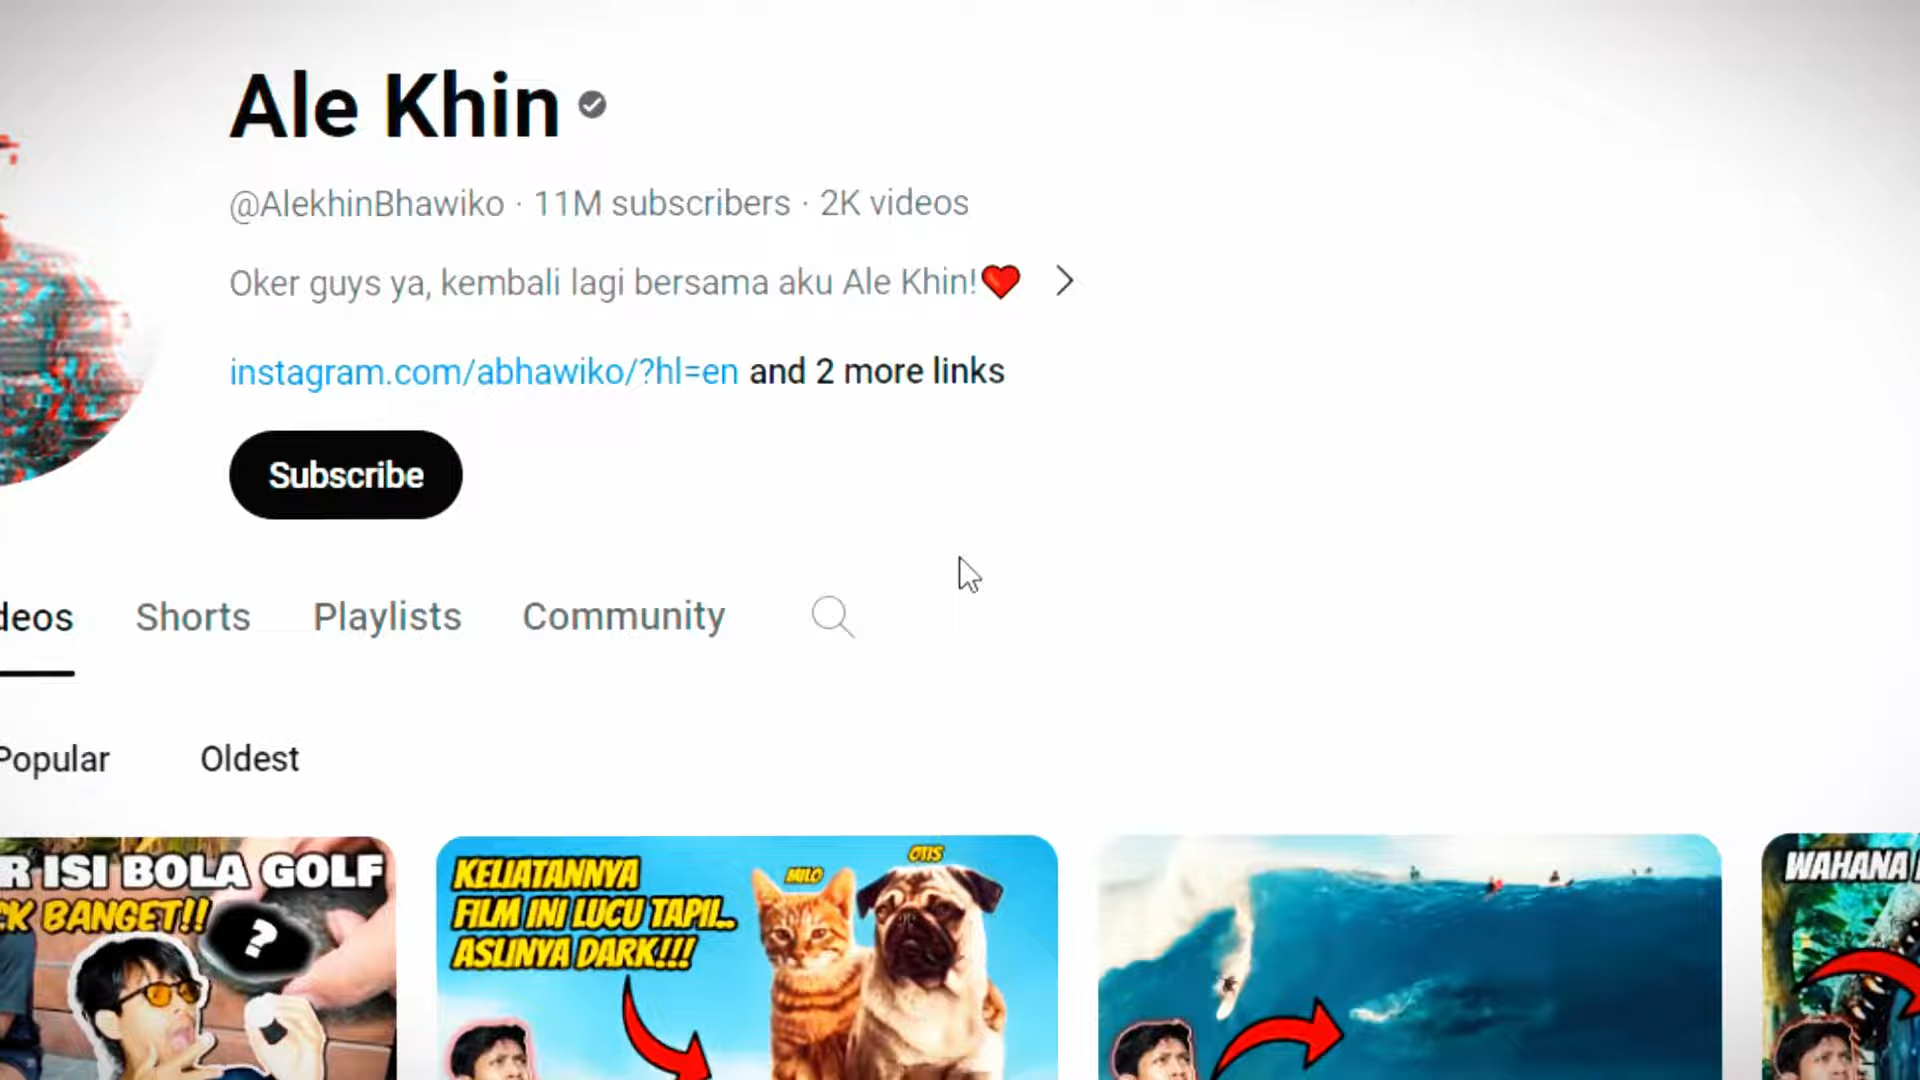 Ale Khin
@AlekhinBhawiko · 11M subscribers · 2K videos
Oker guys ya, kembali lagi bersama aku Ale Khin!❤️
instagram.com/abhawiko/?hl=en and 2 more links
Subscribe
deos Shorts Playlists Community
Popular Oldest
R ISI BOLA GOLF
CK BANGET!!
?
KELIATANNYA
FILM INI LUCU TAPII..
ASLINYA DARK!!!
MILO
OTIS
WAHANA